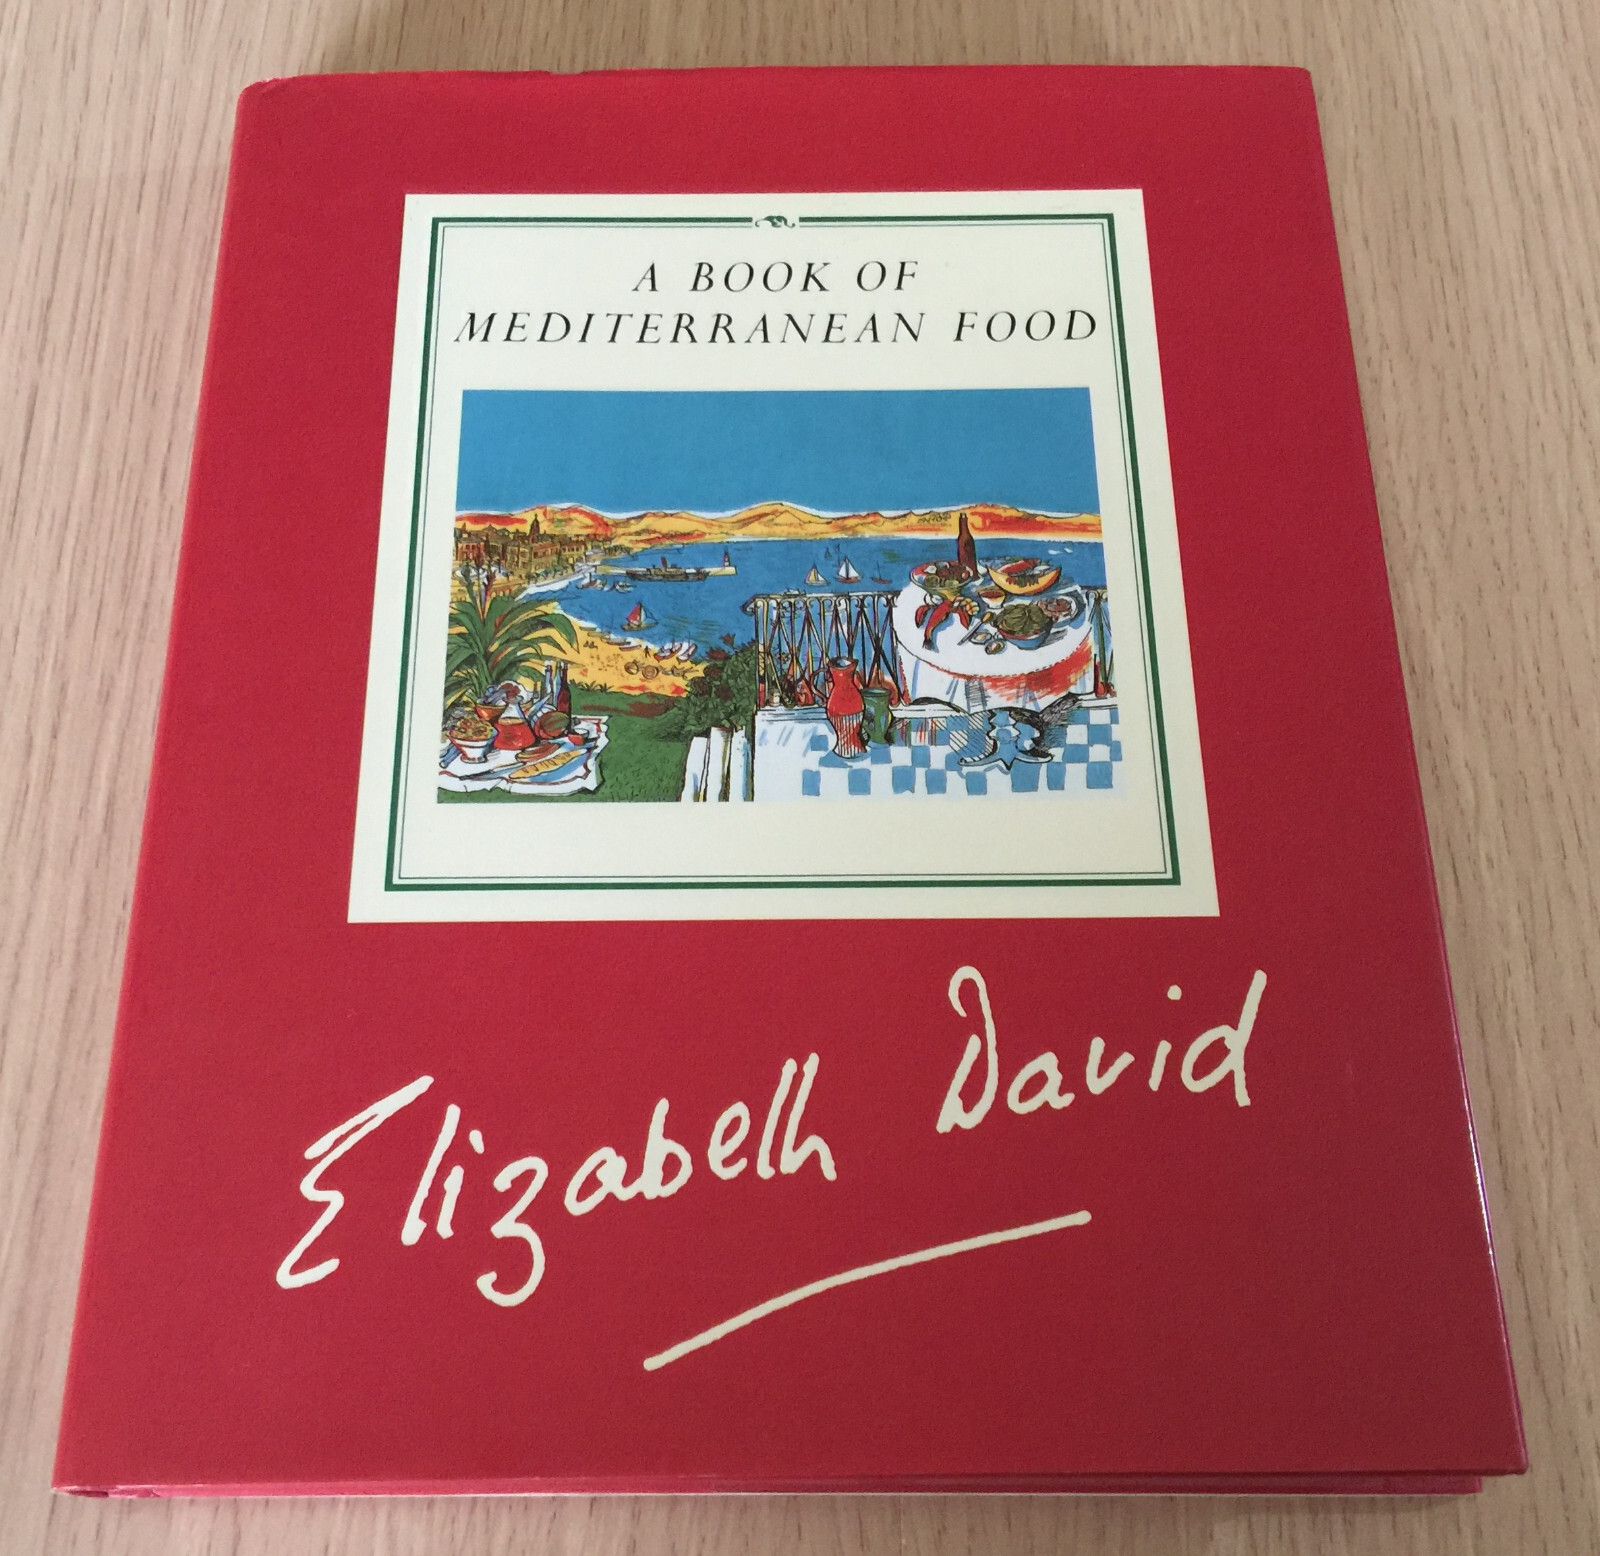 A BOOK OF
MEDITERRANEAN FOOD
Elizabeth David